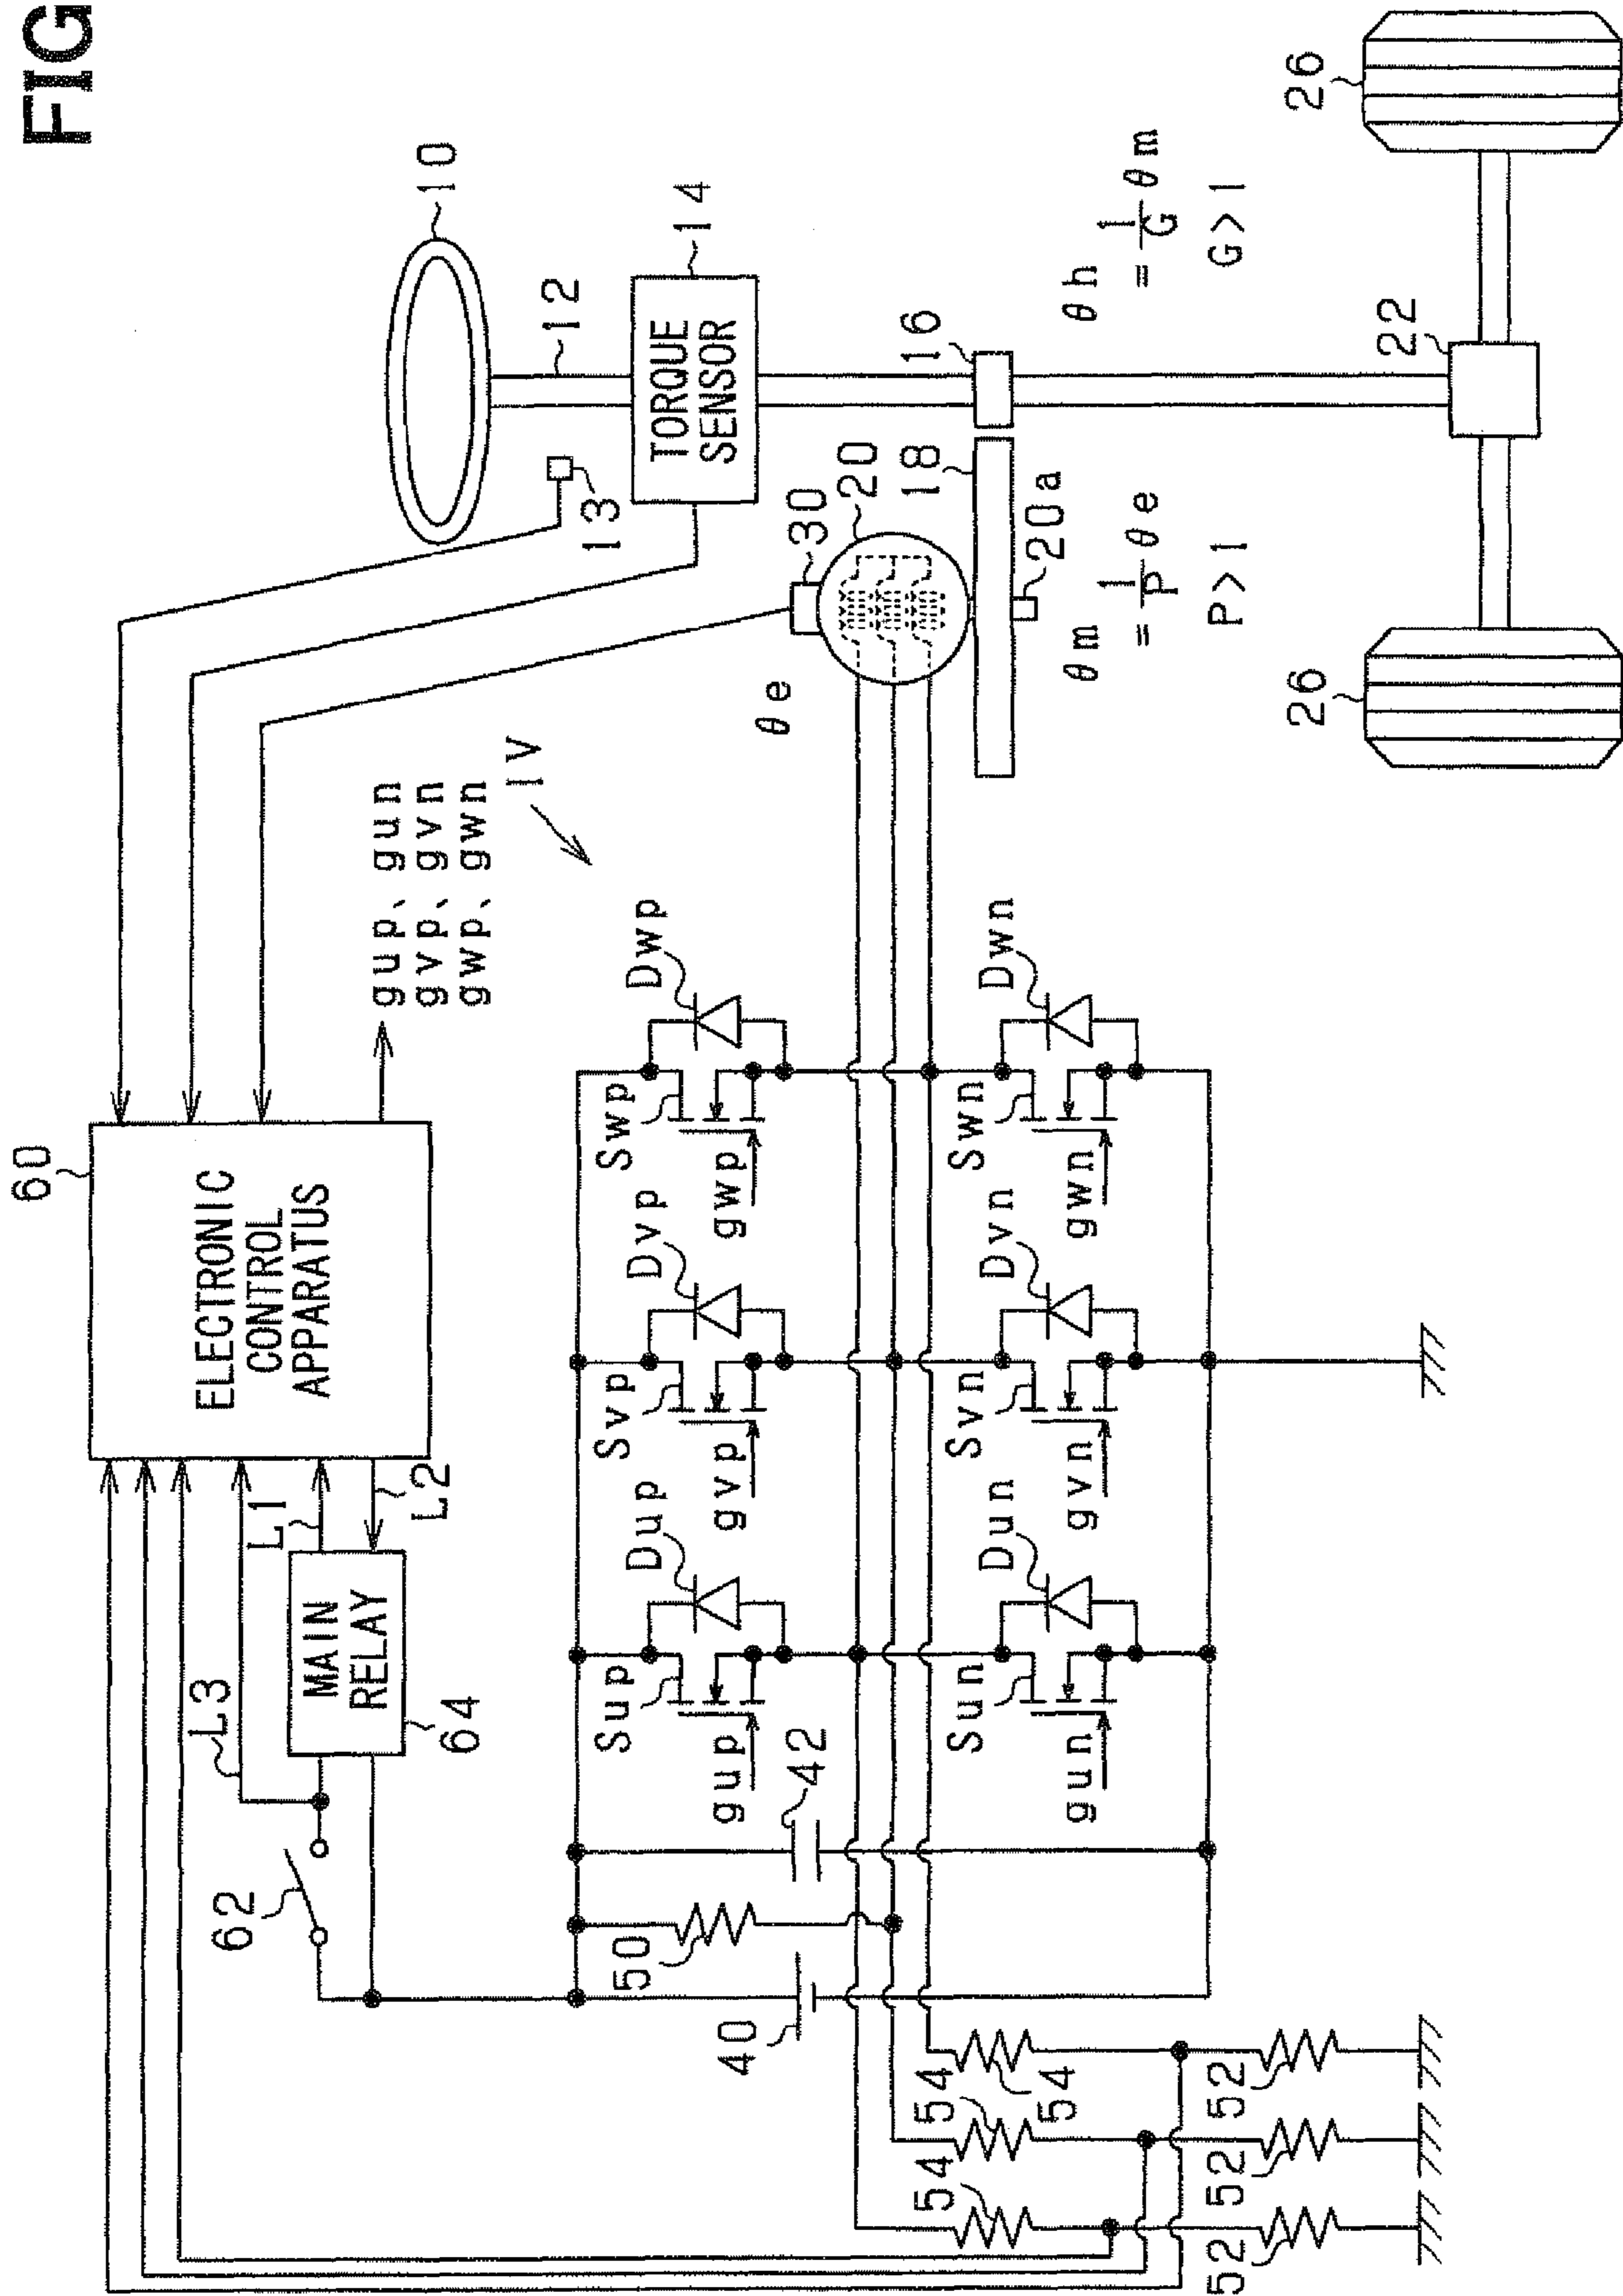 FIG
60
ELECTRONIC
CONTROL
APPARATUS
10
12
13
TORQUE
SENSOR
14
L3
L1
L2
MAIN
RELAY
64
62
gup、gun
gvp、gvn
gwp、gwn
IV
θe
30
20
18
16
20a
θm
= 1/P θe
P>1
θh
= 1/G θm
G>1
22
26
26
Sup
Dup
gup
Svp
Dvp
gvp
Swp
Dwp
gwp
Sun
Dun
gun
Svn
Dvn
gvn
Swn
Dwn
gwn
50
42
40
54
54
54
52
52
52